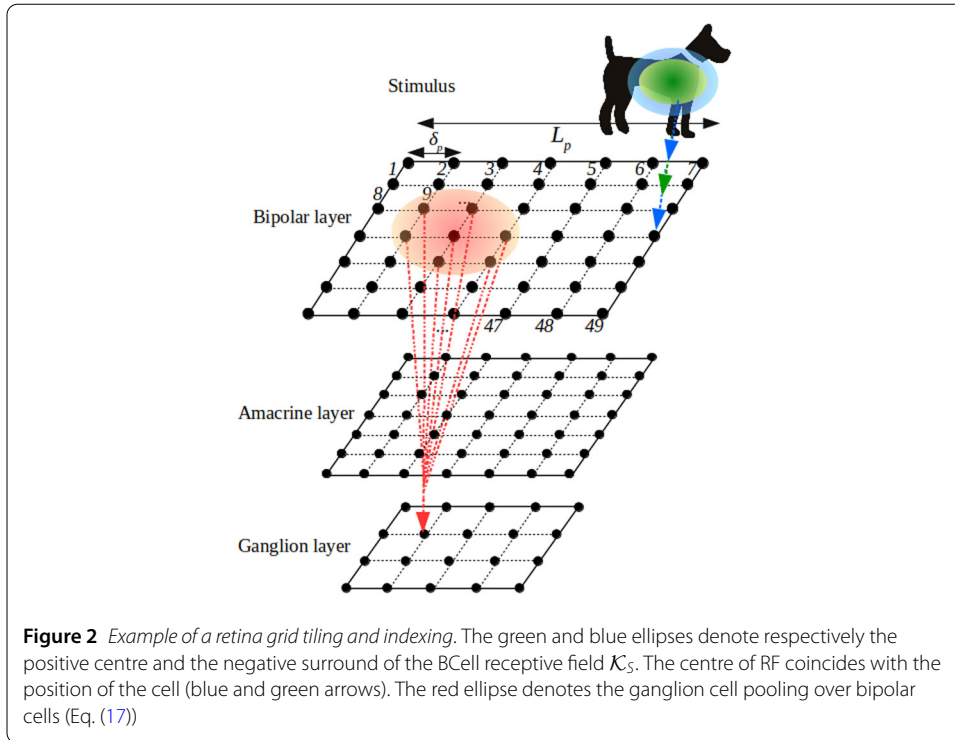 Stimulus
L_p
δ_p
1 2 3 4 5 6 7
8 9 ...
Bipolar layer
... 47 48 49
Amacrine layer
Ganglion layer
Figure 2 Example of a retina grid tiling and indexing. The green and blue ellipses denote respectively the
positive centre and the negative surround of the BCell receptive field 𝒦_S. The centre of RF coincides with the
position of the cell (blue and green arrows). The red ellipse denotes the ganglion cell pooling over bipolar
cells (Eq. (17))